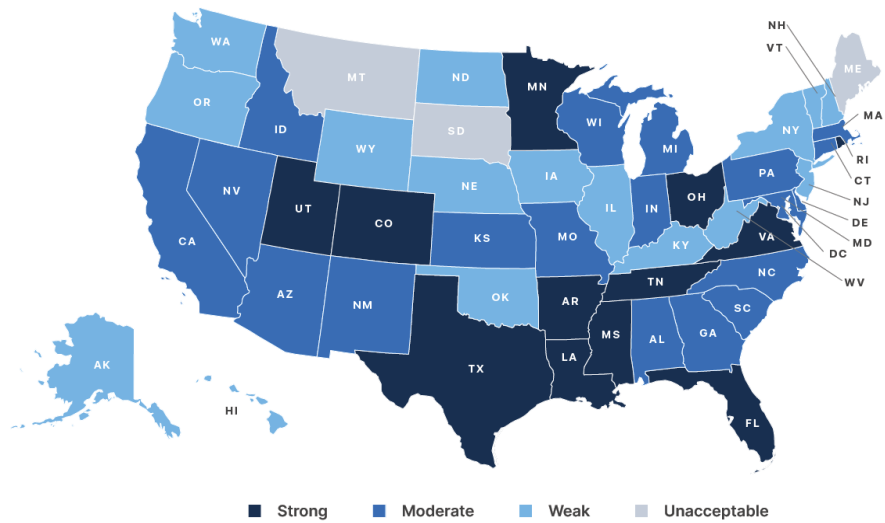 NH
VT
WA
MT
ND
MN
ME
OR
ID
SD
WI
MI
NY
MA
RI
CT
WY
IA
PA
NJ
NE
NV
UT
CO
IL
IN
OH
DE
MD
DC
WV
VA
CA
KS
MO
KY
NC
TN
AZ
NM
OK
AR
SC
MS
AL
GA
TX
LA
AK
HI
FL
Strong
Moderate
Weak
Unacceptable